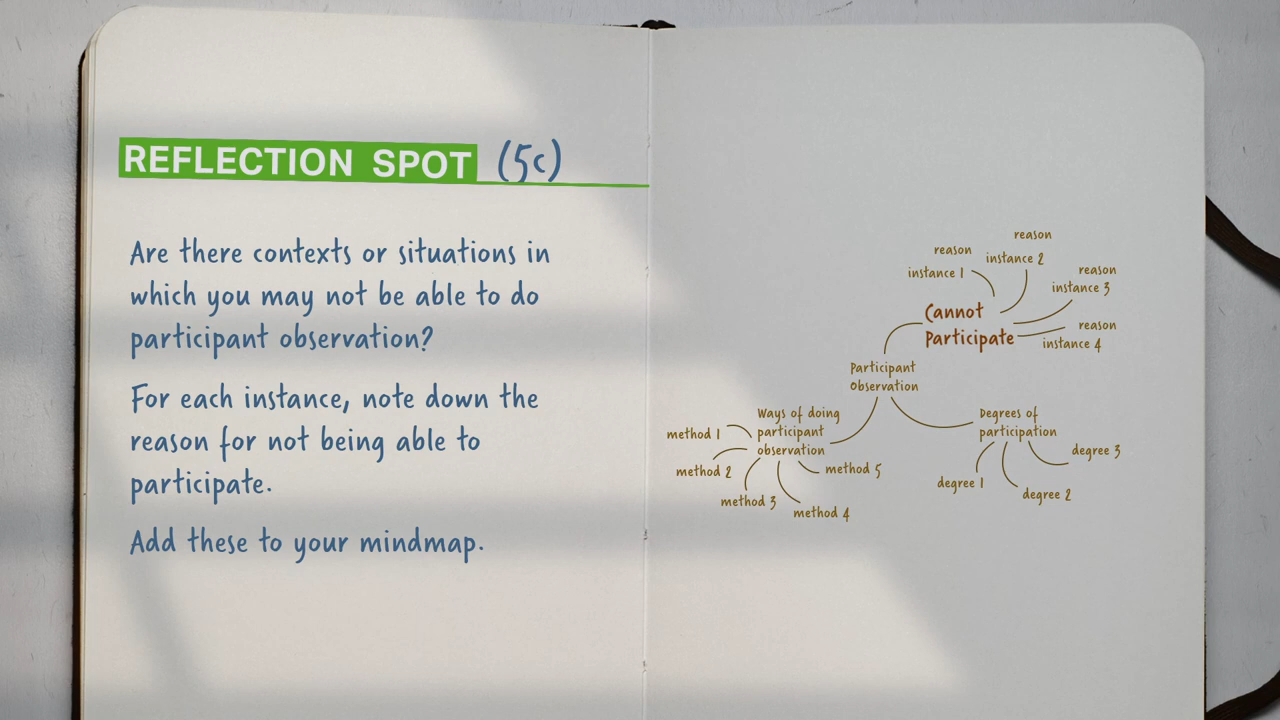 REFLECTION SPOT (5c)
Are there contexts or situations in
which you may not be able to do
participant observation?
For each instance, note down the
reason for not being able to
participate.
Add these to your mindmap.
reason
instance 1
reason
instance 2
reason
instance 3
reason
instance 4
Cannot
Participate
Participant
Observation
Ways of doing
participant
observation
method 1
method 2
method 3
method 4
method 5
Degrees of
participation
degree 1
degree 2
degree 3